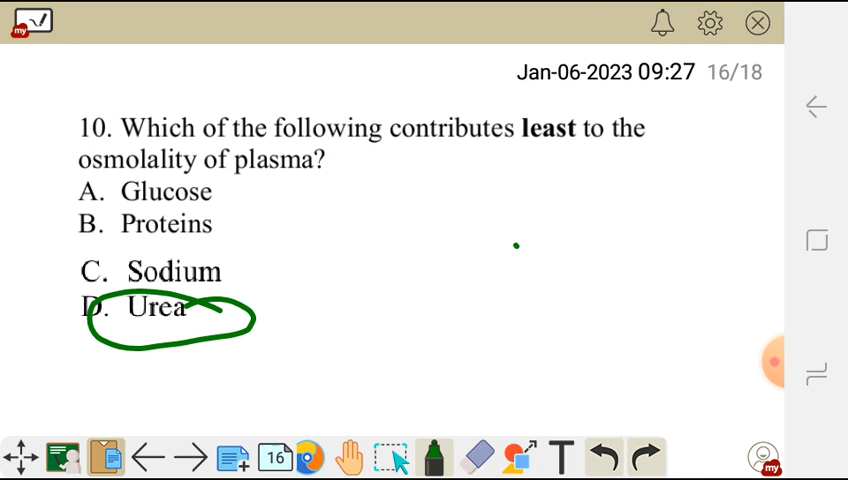 my
Jan-06-2023 09:27 16/18
10. Which of the following contributes least to the
osmolality of plasma?
A. Glucose
B. Proteins
C. Sodium
D. Urea
16
T
my